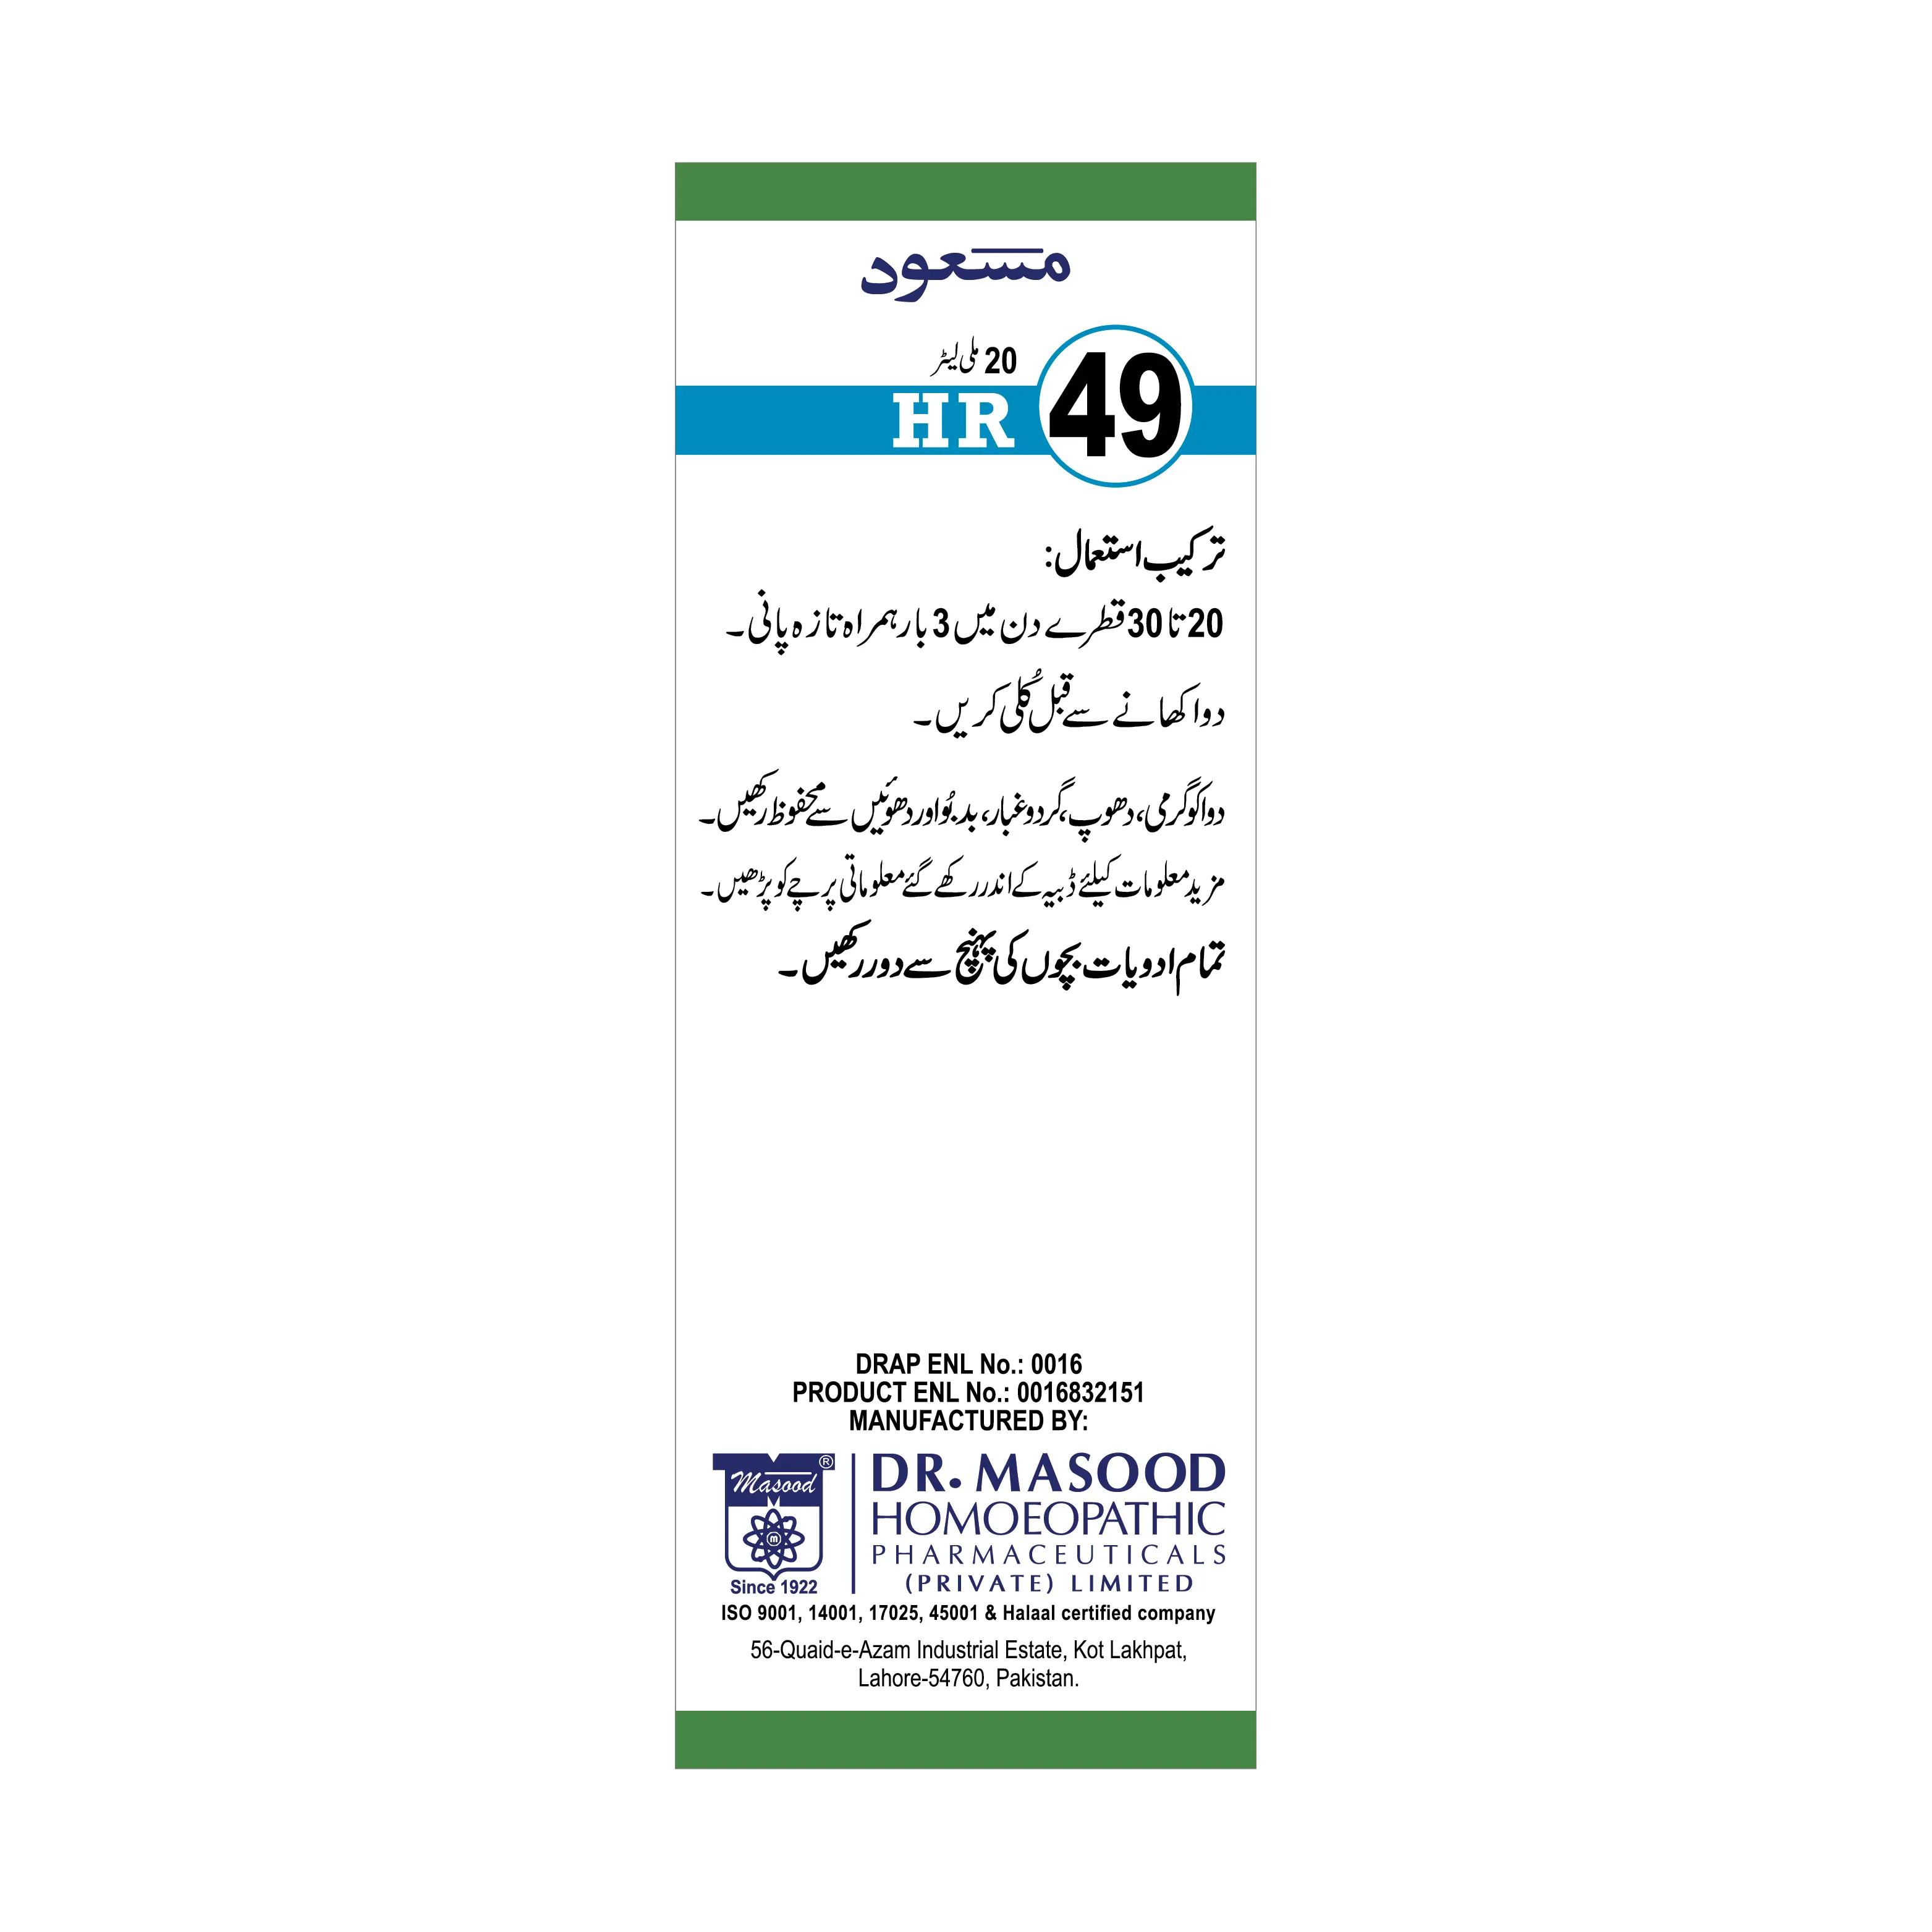 مسعود
20 ملی لیٹر
HR 49
ترکیب استعمال:
20 تا 30 قطرے دن میں 3 بار ہمراہ تازہ پانی۔
دوا کھانے سے قبل کُلی کریں۔
دوا کو گرمی، دھوپ، گرد و غبار، بدبُو اور دھوئیں سے محفوظ رکھیں۔
مزید معلومات کیلئے ڈبیہ کے اندر رکھے گئے معلوماتی پرچے کو پڑھیں۔
تمام ادویات بچوں کی پہنچ سے دور رکھیں۔
DRAP ENL No.: 0016
PRODUCT ENL No.: 0016832151
MANUFACTURED BY:
Masood ®
m
Since 1922
DR. MASOOD
HOMOEOPATHIC
PHARMACEUTICALS
(PRIVATE) LIMITED
ISO 9001, 14001, 17025, 45001 & Halaal certified company
56-Quaid-e-Azam Industrial Estate, Kot Lakhpat,
Lahore-54760, Pakistan.